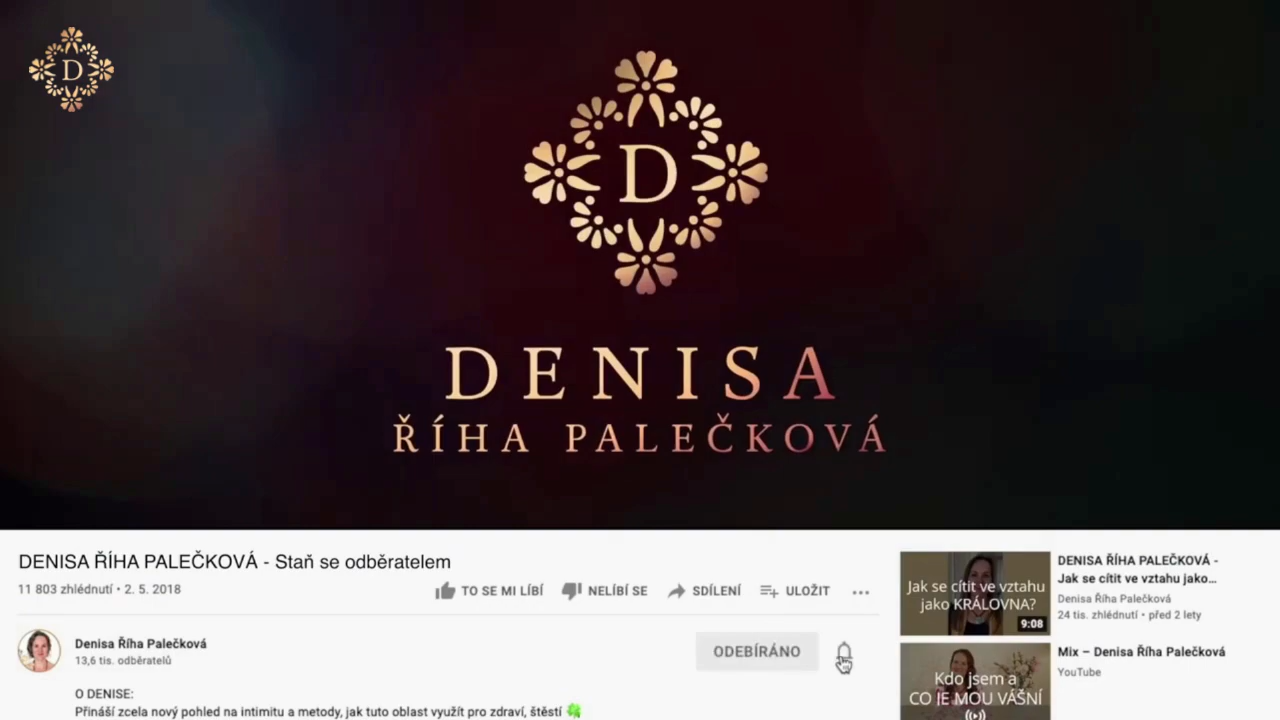 D
D
DENISA
ŘÍHA PALEČKOVÁ
DENISA ŘÍHA PALEČKOVÁ - Staň se odběratelem
11 803 zhlédnutí • 2. 5. 2018
TO SE MI LÍBÍ
NELÍBÍ SE
SDÍLENÍ
ULOŽIT
Denisa Říha Palečková
13,6 tis. odběratelů
ODEBÍRÁNO
O DENISE:
Přináší zcela nový pohled na intimitu a metody, jak tuto oblast využít pro zdraví, štěstí 🍀
Jak se cítit ve vztahu
jako KRÁLOVNA?
9:08
DENISA ŘÍHA PALEČKOVÁ -
Jak se cítit ve vztahu jako...
Denisa Říha Palečková
24 tis. zhlédnutí • před 2 lety
Kdo jsem a
CO JE MOU VÁŠNÍ
Mix – Denisa Říha Palečková
YouTube